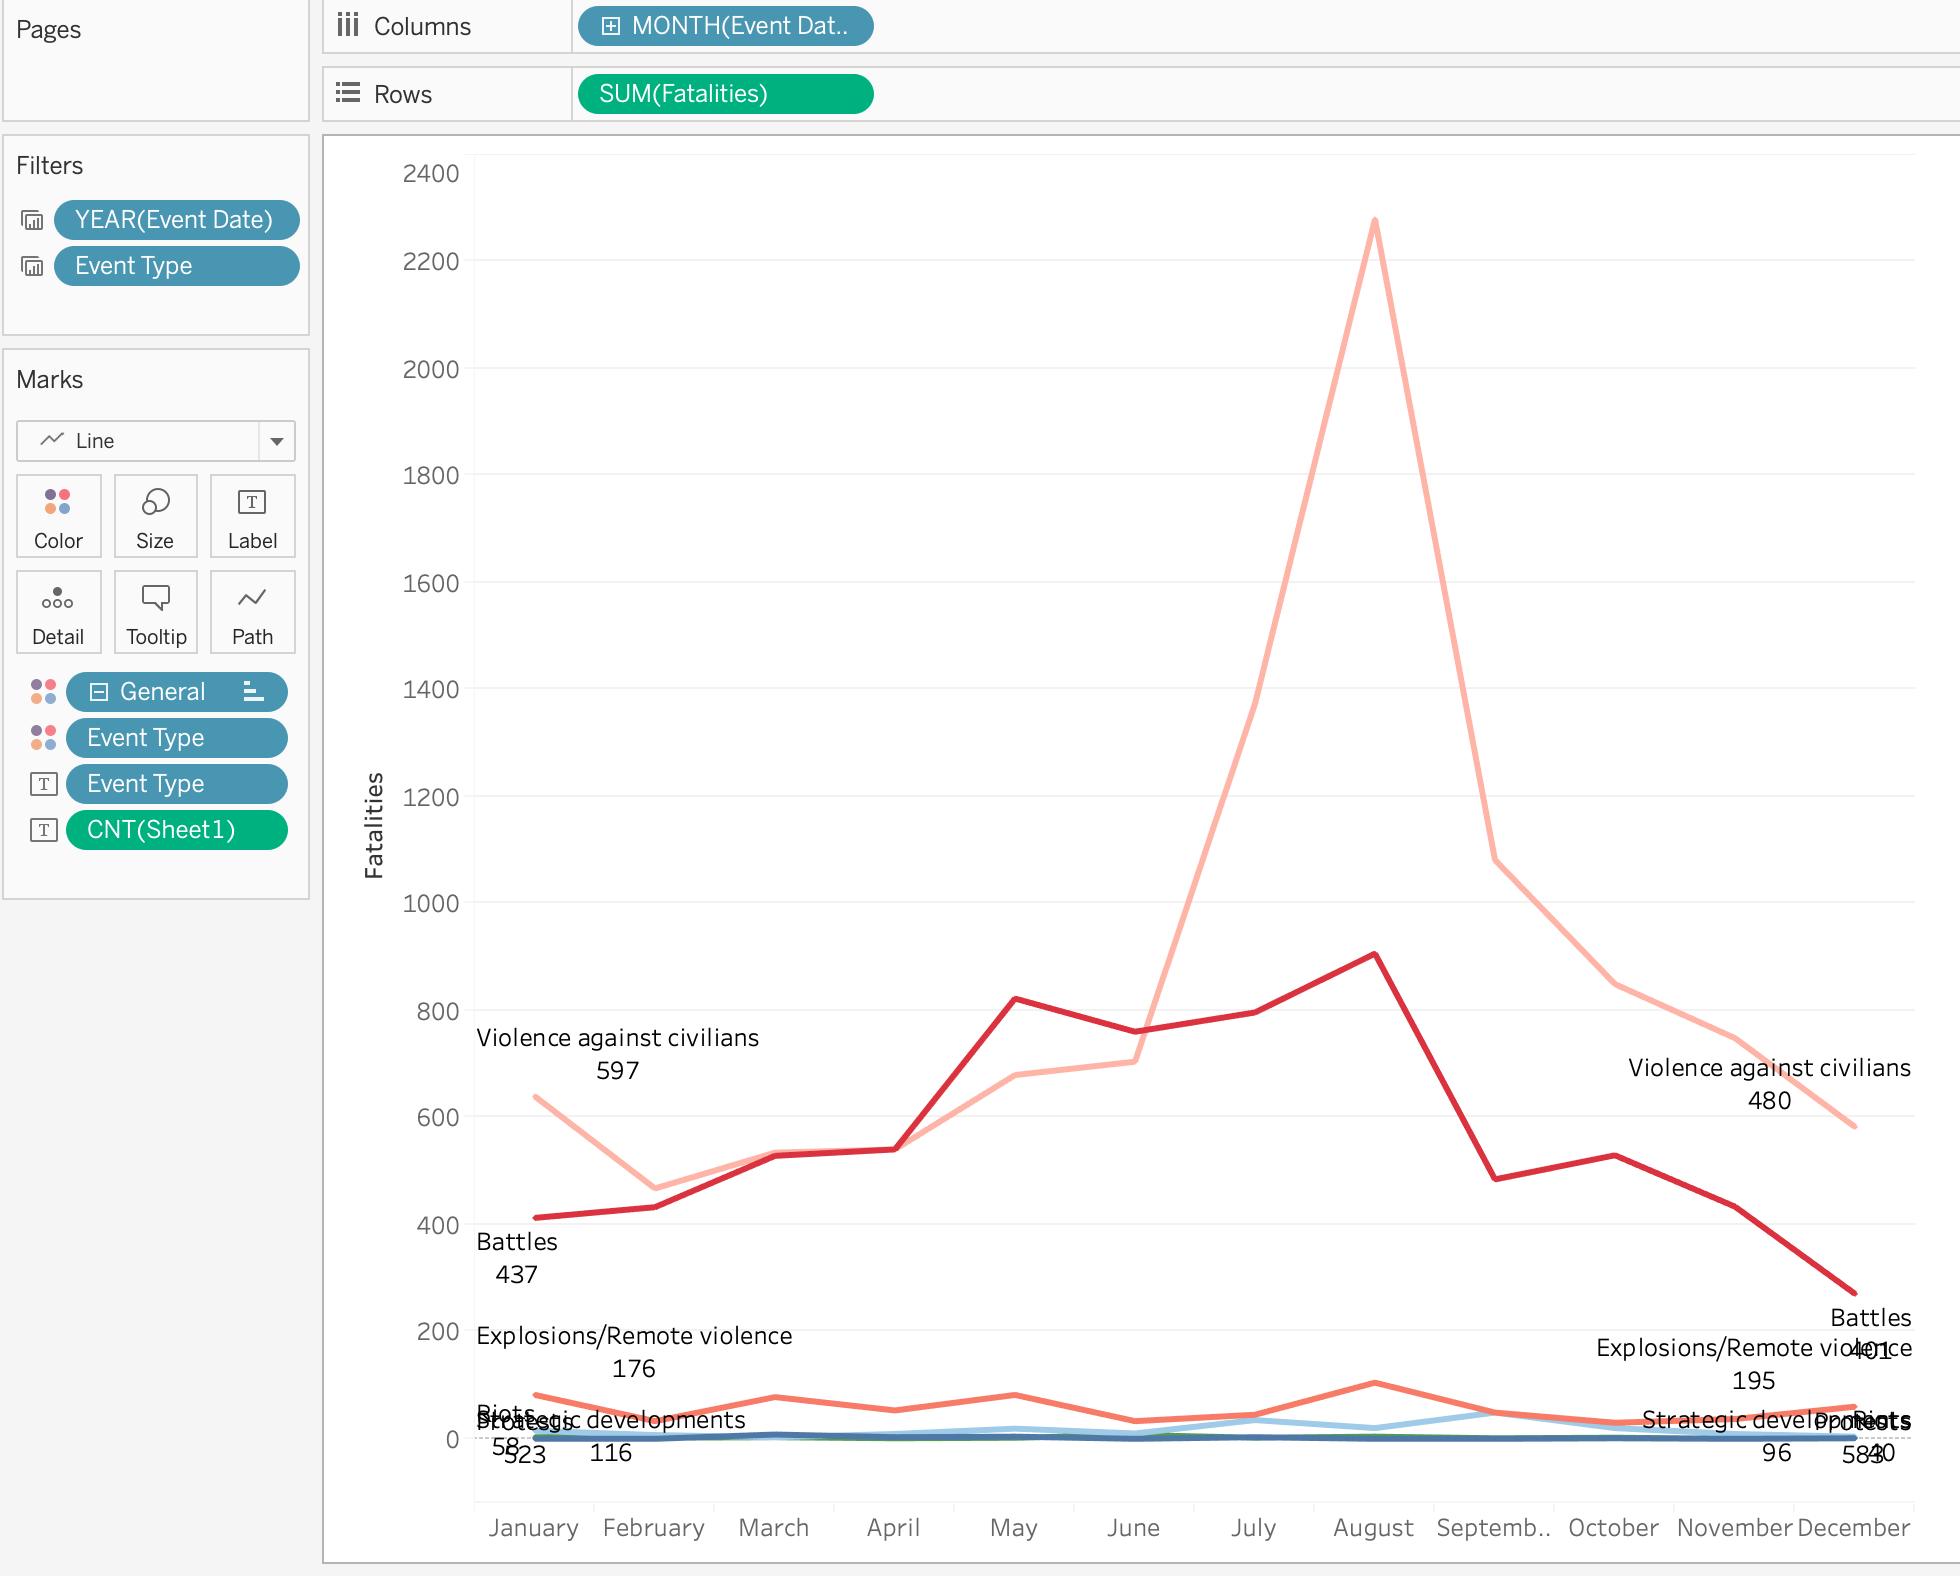 Pages
Columns
MONTH(Event Dat..
Rows
SUM(Fatalities)
Filters
YEAR(Event Date)
Event Type
Marks
Line
Color
Size
Label
Detail
Tooltip
Path
General
Event Type
Event Type
CNT(Sheet1)
Fatalities
2400
2200
2000
1800
1600
1400
1200
1000
800
600
400
200
0
Violence against civilians
597
Battles
437
Explosions/Remote violence
176
Riots
58
Protests
523
Strategic developments
116
Violence against civilians
480
Battles
401
Explosions/Remote violence
195
Strategic developments
96
Protests
583
Riots
40
January
February
March
April
May
June
July
August
Septemb..
October
November
December